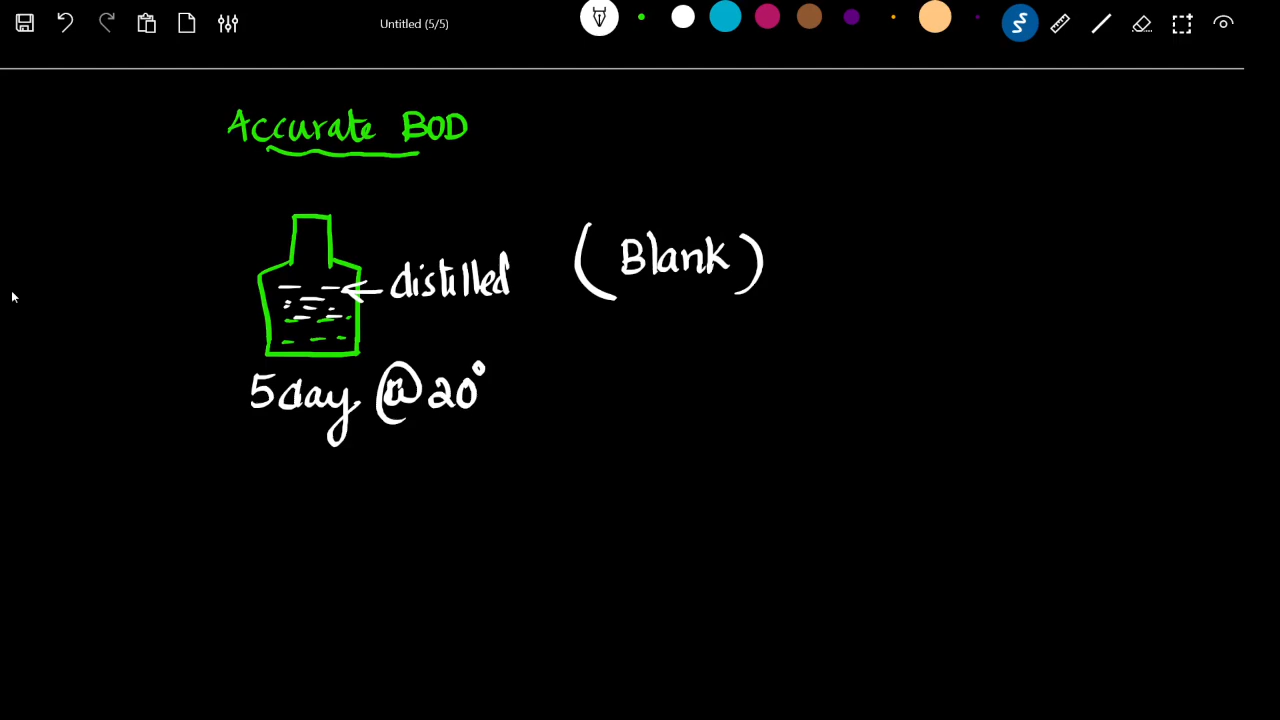 Untitled (5/5)
Accurate BOD
distilled
(Blank)
5day @ 20°